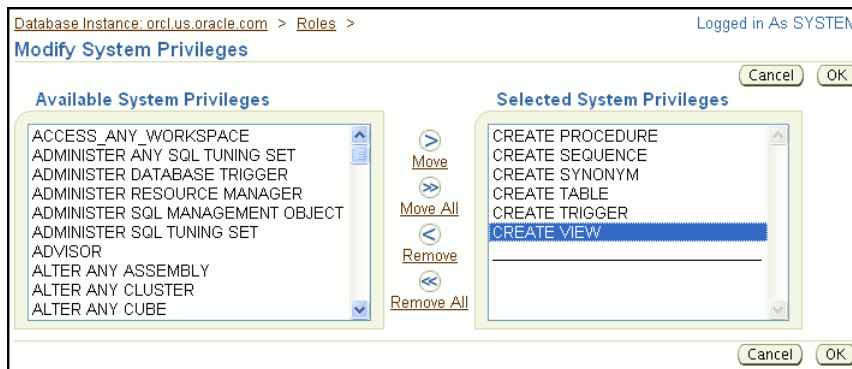 Database Instance: orcl.us.oracle.com > Roles > Logged in As SYSTEM
Modify System Privileges
Cancel OK
Available System Privileges
ACCESS_ANY_WORKSPACE
ADMINISTER ANY SQL TUNING SET
ADMINISTER DATABASE TRIGGER
ADMINISTER RESOURCE MANAGER
ADMINISTER SQL MANAGEMENT OBJECT
ADMINISTER SQL TUNING SET
ADVISOR
ALTER ANY ASSEMBLY
ALTER ANY CLUSTER
ALTER ANY CUBE
Move
Move All
Remove
Remove All
Selected System Privileges
CREATE PROCEDURE
CREATE SEQUENCE
CREATE SYNONYM
CREATE TABLE
CREATE TRIGGER
CREATE VIEW
Cancel OK